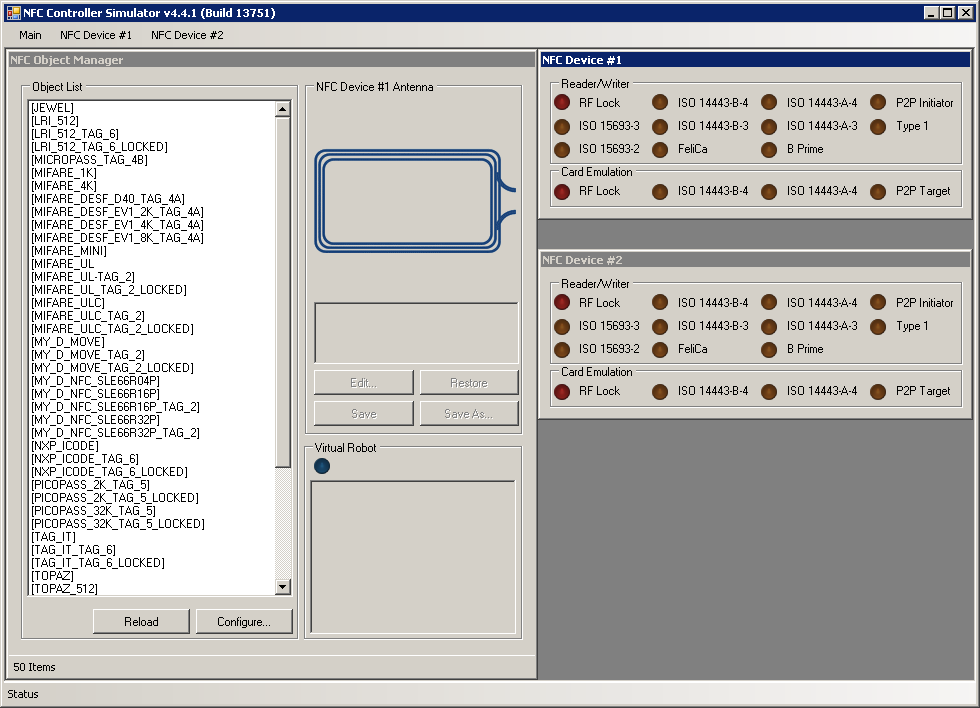 NFC Controller Simulator v4.4.1 (Build 13751)
Main NFC Device #1 NFC Device #2
NFC Object Manager
Object List
[JEWEL]
[LRI_512]
[LRI_512_TAG_6]
[LRI_512_TAG_6_LOCKED]
[MICROPASS_TAG_4B]
[MIFARE_1K]
[MIFARE_4K]
[MIFARE_DESF_D40_TAG_4A]
[MIFARE_DESF_EV1_2K_TAG_4A]
[MIFARE_DESF_EV1_4K_TAG_4A]
[MIFARE_DESF_EV1_8K_TAG_4A]
[MIFARE_MINI]
[MIFARE_UL
[MIFARE_UL-TAG_2]
[MIFARE_UL_TAG_2_LOCKED]
[MIFARE_ULC]
[MIFARE_ULC_TAG_2]
[MIFARE_ULC_TAG_2_LOCKED]
[MY_D_MOVE]
[MY_D_MOVE_TAG_2]
[MY_D_MOVE_TAG_2_LOCKED]
[MY_D_NFC_SLE66R04P]
[MY_D_NFC_SLE66R16P]
[MY_D_NFC_SLE66R16P_TAG_2]
[MY_D_NFC_SLE66R32P]
[MY_D_NFC_SLE66R32P_TAG_2]
[NXP_ICODE]
[NXP_ICODE_TAG_6]
[NXP_ICODE_TAG_6_LOCKED]
[PICOPASS_2K_TAG_5]
[PICOPASS_2K_TAG_5_LOCKED]
[PICOPASS_32K_TAG_5]
[PICOPASS_32K_TAG_5_LOCKED]
[TAG_IT]
[TAG_IT_TAG_6]
[TAG_IT_TAG_6_LOCKED]
[TOPAZ]
[TOPAZ_512]
Reload Configure...
50 Items
NFC Device #1 Antenna
Edit... Restore
Save Save As...
Virtual Robot
NFC Device #1
Reader/Writer
RF Lock ISO 14443-B-4 ISO 14443-A-4 P2P Initiator
ISO 15693-3 ISO 14443-B-3 ISO 14443-A-3 Type 1
ISO 15693-2 FeliCa B Prime
Card Emulation
RF Lock ISO 14443-B-4 ISO 14443-A-4 P2P Target
NFC Device #2
Reader/Writer
RF Lock ISO 14443-B-4 ISO 14443-A-4 P2P Initiator
ISO 15693-3 ISO 14443-B-3 ISO 14443-A-3 Type 1
ISO 15693-2 FeliCa B Prime
Card Emulation
RF Lock ISO 14443-B-4 ISO 14443-A-4 P2P Target
Status